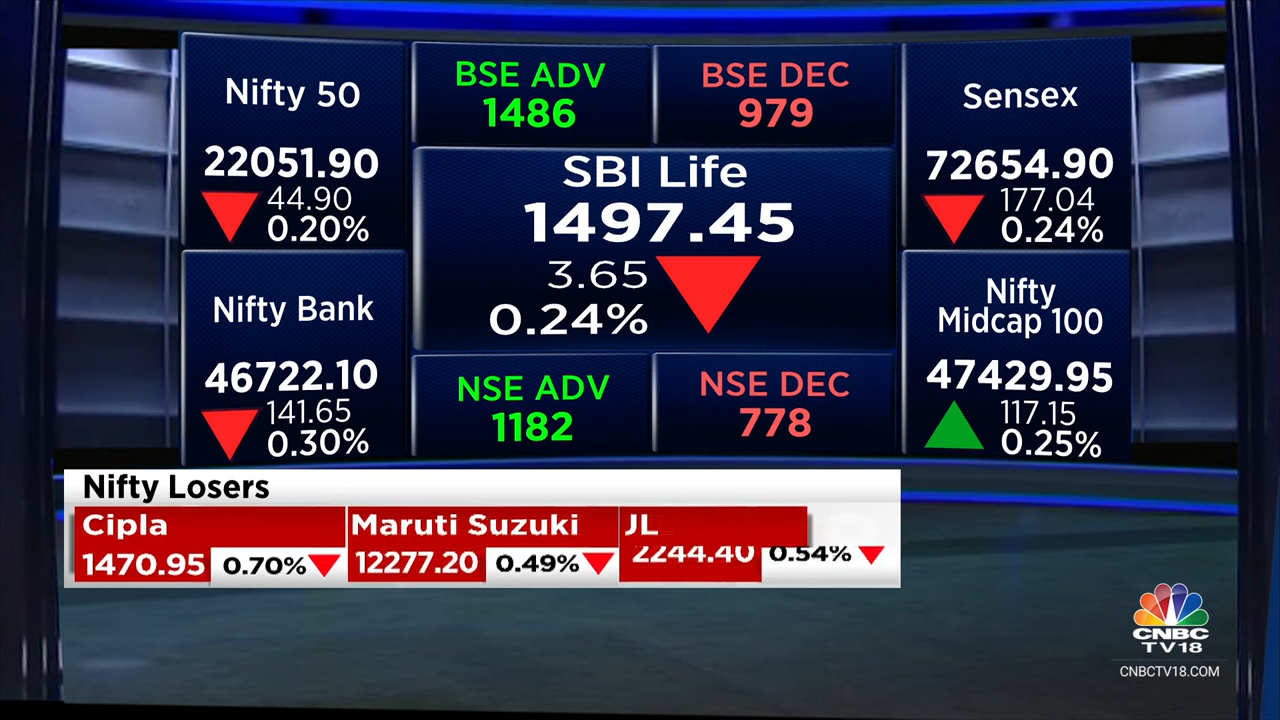 Nifty 50
22051.90
44.90
0.20%
BSE ADV
1486
BSE DEC
979
Sensex
72654.90
177.04
0.24%
SBI Life
1497.45
3.65
0.24%
Nifty Bank
46722.10
141.65
0.30%
NSE ADV
1182
NSE DEC
778
Nifty
Midcap 100
47429.95
117.15
0.25%
Nifty Losers
Cipla
1470.95 0.70%
Maruti Suzuki
12277.20 0.49%
2244.40 0.54%
CNBC
TV18
CNBCTV18.COM